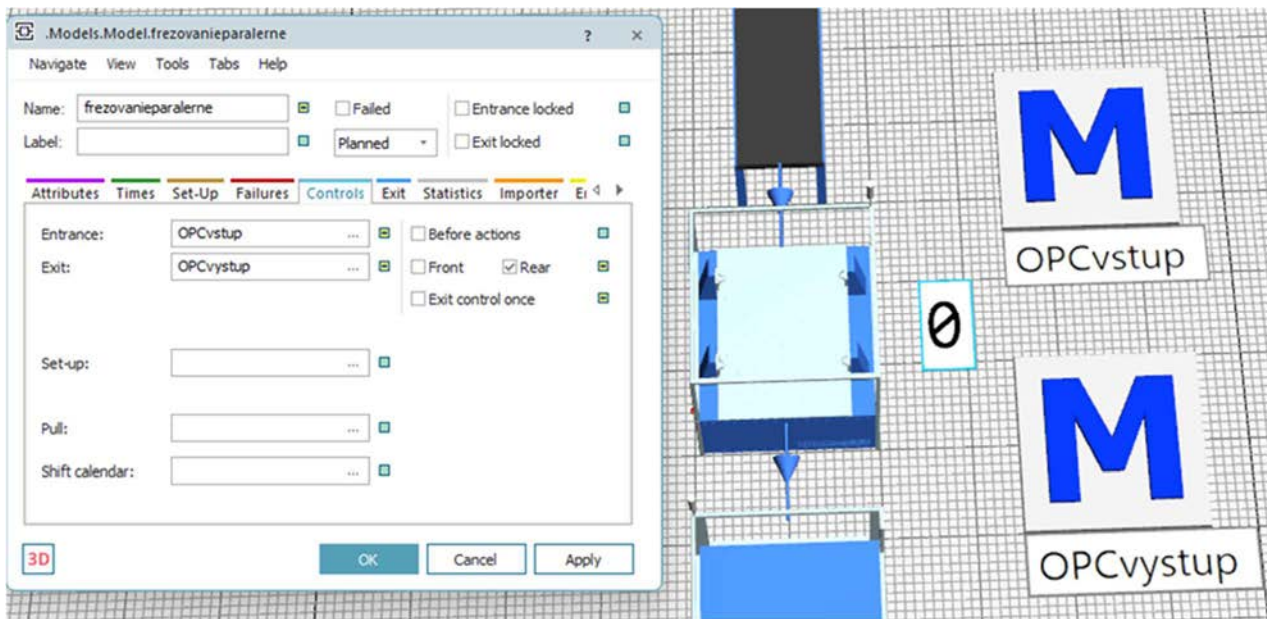 .Models.Model.frezovanieparalerne ? ×
Navigate View Tools Tabs Help
Name: frezovanieparalerne Failed Entrance locked
Label: Planned Exit locked
Attributes Times Set-Up Failures Controls Exit Statistics Importer
Entrance: OPCvstup ... Before actions
Exit: OPCvystup ... Front Rear
Exit control once
Set-up: ...
Pull: ...
Shift calendar: ...
3D OK Cancel Apply
0
M
OPCvstup
M
OPCvystup